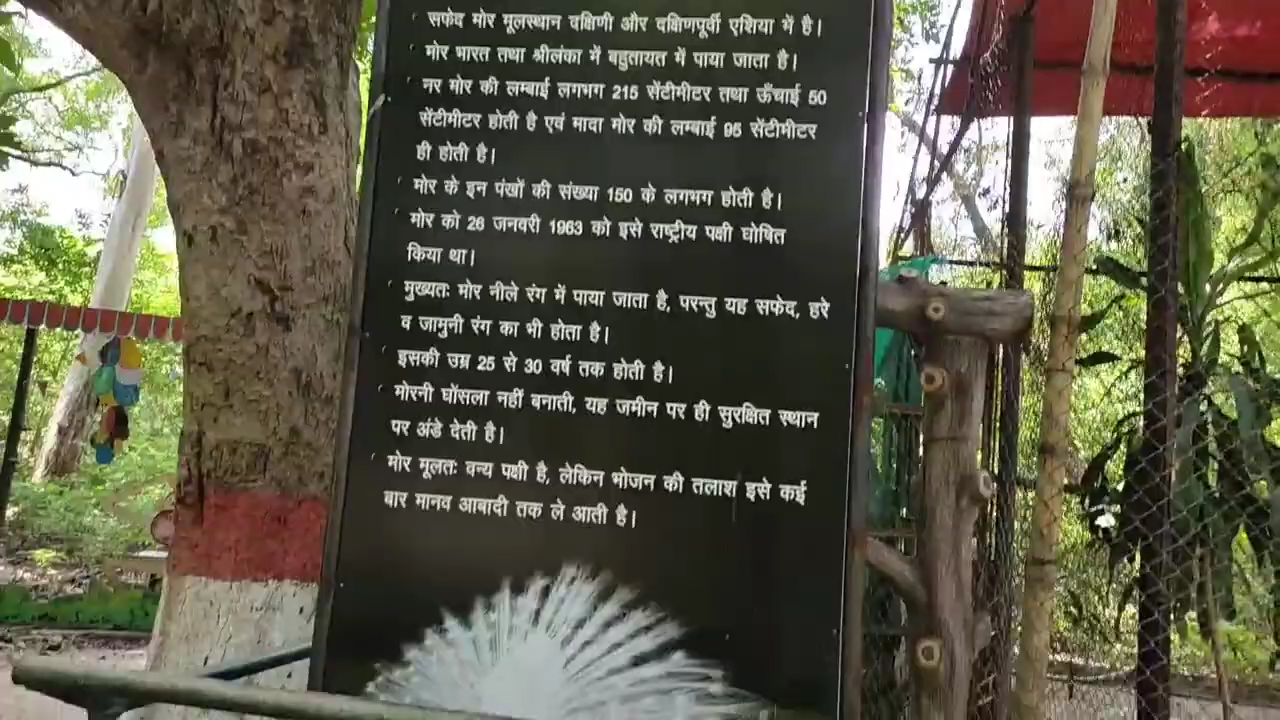 सफेद मोर मूलस्थान दक्षिणी और दक्षिणपूर्वी एशिया में है।
मोर भारत तथा श्रीलंका में बहुतायत में पाया जाता है।
नर मोर की लम्बाई लगभग 215 सेंटीमीटर तथा ऊँचाई 50
सेंटीमीटर होती है एवं मादा मोर की लम्बाई 95 सेंटीमीटर
ही होती है।
मोर के इन पंखों की संख्या 150 के लगभग होती है।
मोर को 26 जनवरी 1963 को इसे राष्ट्रीय पक्षी घोषित
किया था।
मुख्यतः मोर नीले रंग में पाया जाता है, परन्तु यह सफेद, हरे
व जामुनी रंग का भी होता है।
इसकी उम्र 25 से 30 वर्ष तक होती है।
मोरनी घोंसला नहीं बनाती, यह जमीन पर ही सुरक्षित स्थान
पर अंडे देती है।
मोर मूलतः वन्य पक्षी है, लेकिन भोजन की तलाश इसे कई
बार मानव आबादी तक ले आती है।